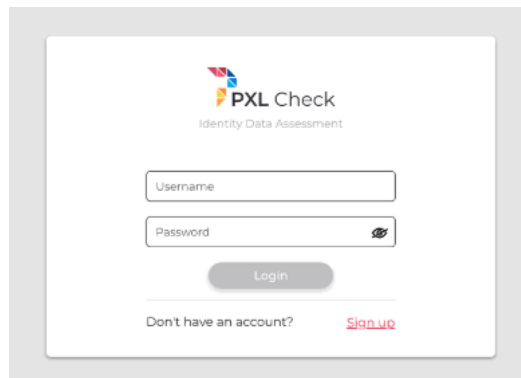 PXL Check
Identity Data Assessment
Username
Password
Login
Don't have an account? Sign up